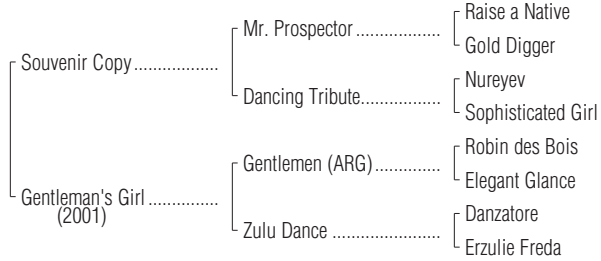 Raise a Native
Mr. Prospector ..................
Gold Digger
Souvenir Copy ..................
Nureyev
Dancing Tribute.................
Sophisticated Girl
Robin des Bois
Gentlemen (ARG)..............
Elegant Glance
Gentleman's Girl ...............
(2001)
Danzatore
Zulu Dance .......................
Erzulie Freda